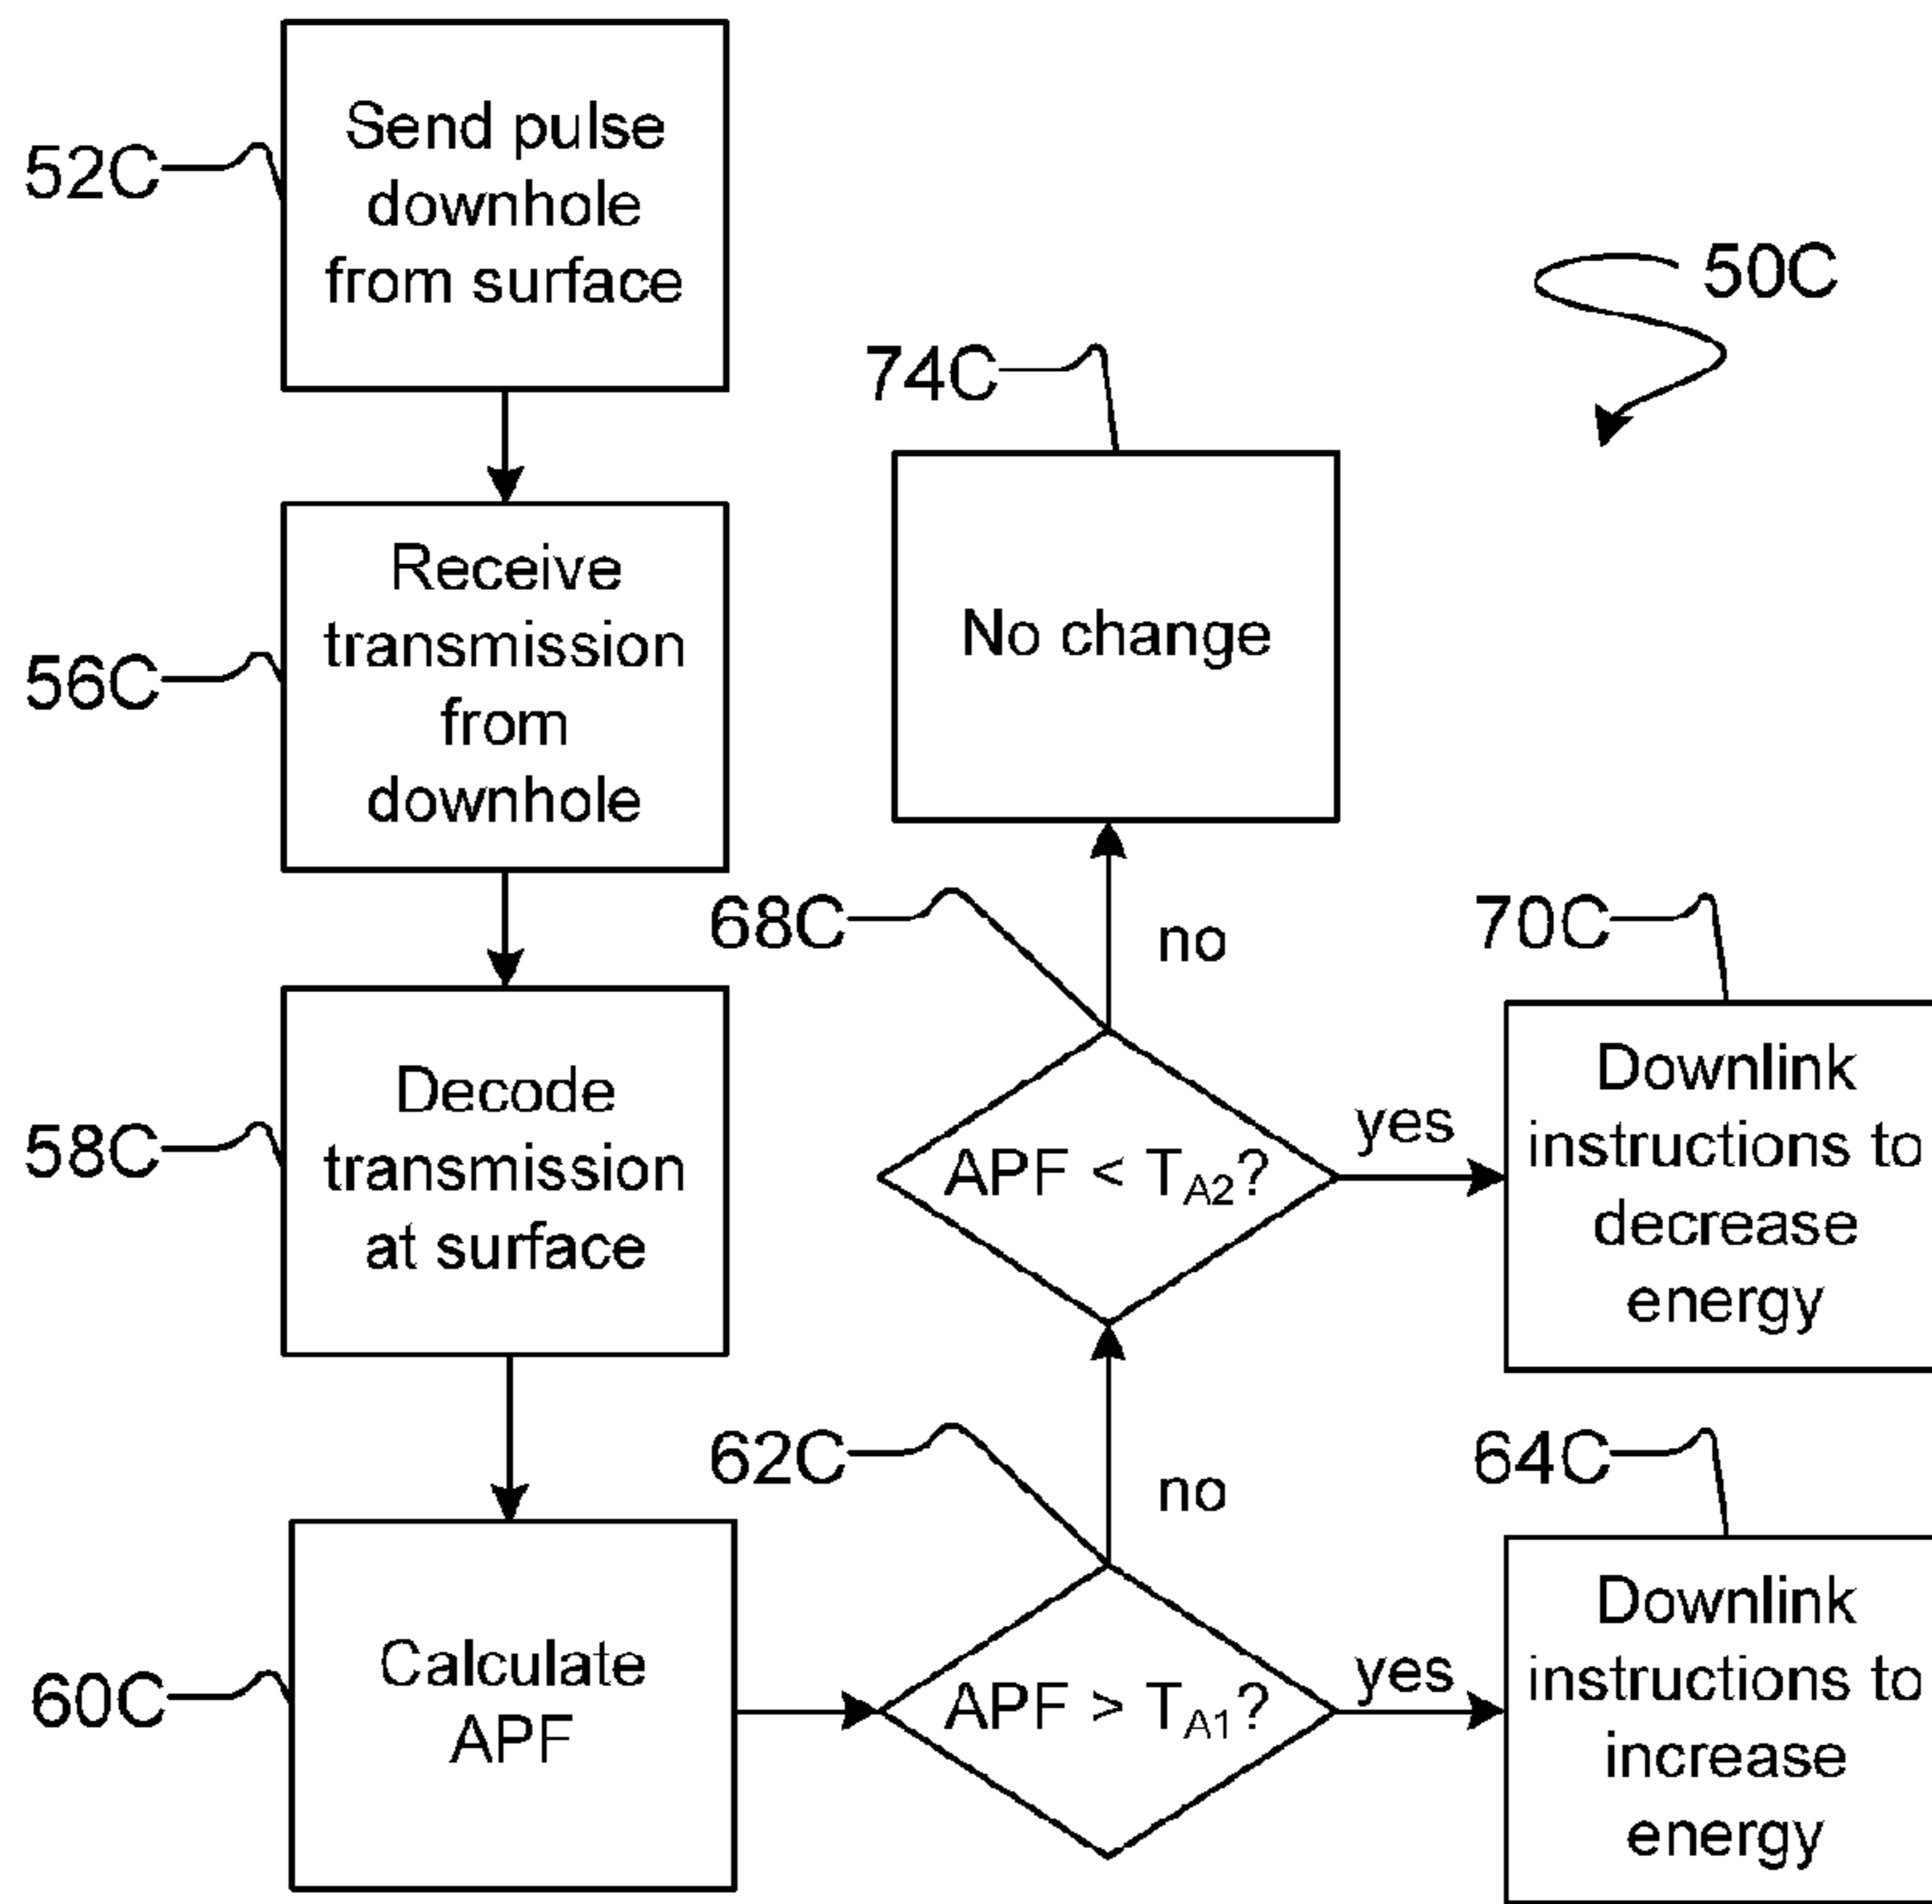 52C
Send pulse
downhole
from surface
50C
74C
No change
56C
Receive
transmission
from
downhole
68C
no
70C
58C
Decode
transmission
at surface
APF < TA2?
yes
Downlink
instructions to
decrease
energy
62C
no
64C
60C
Calculate
APF
APF > TA1?
yes
Downlink
instructions to
increase
energy